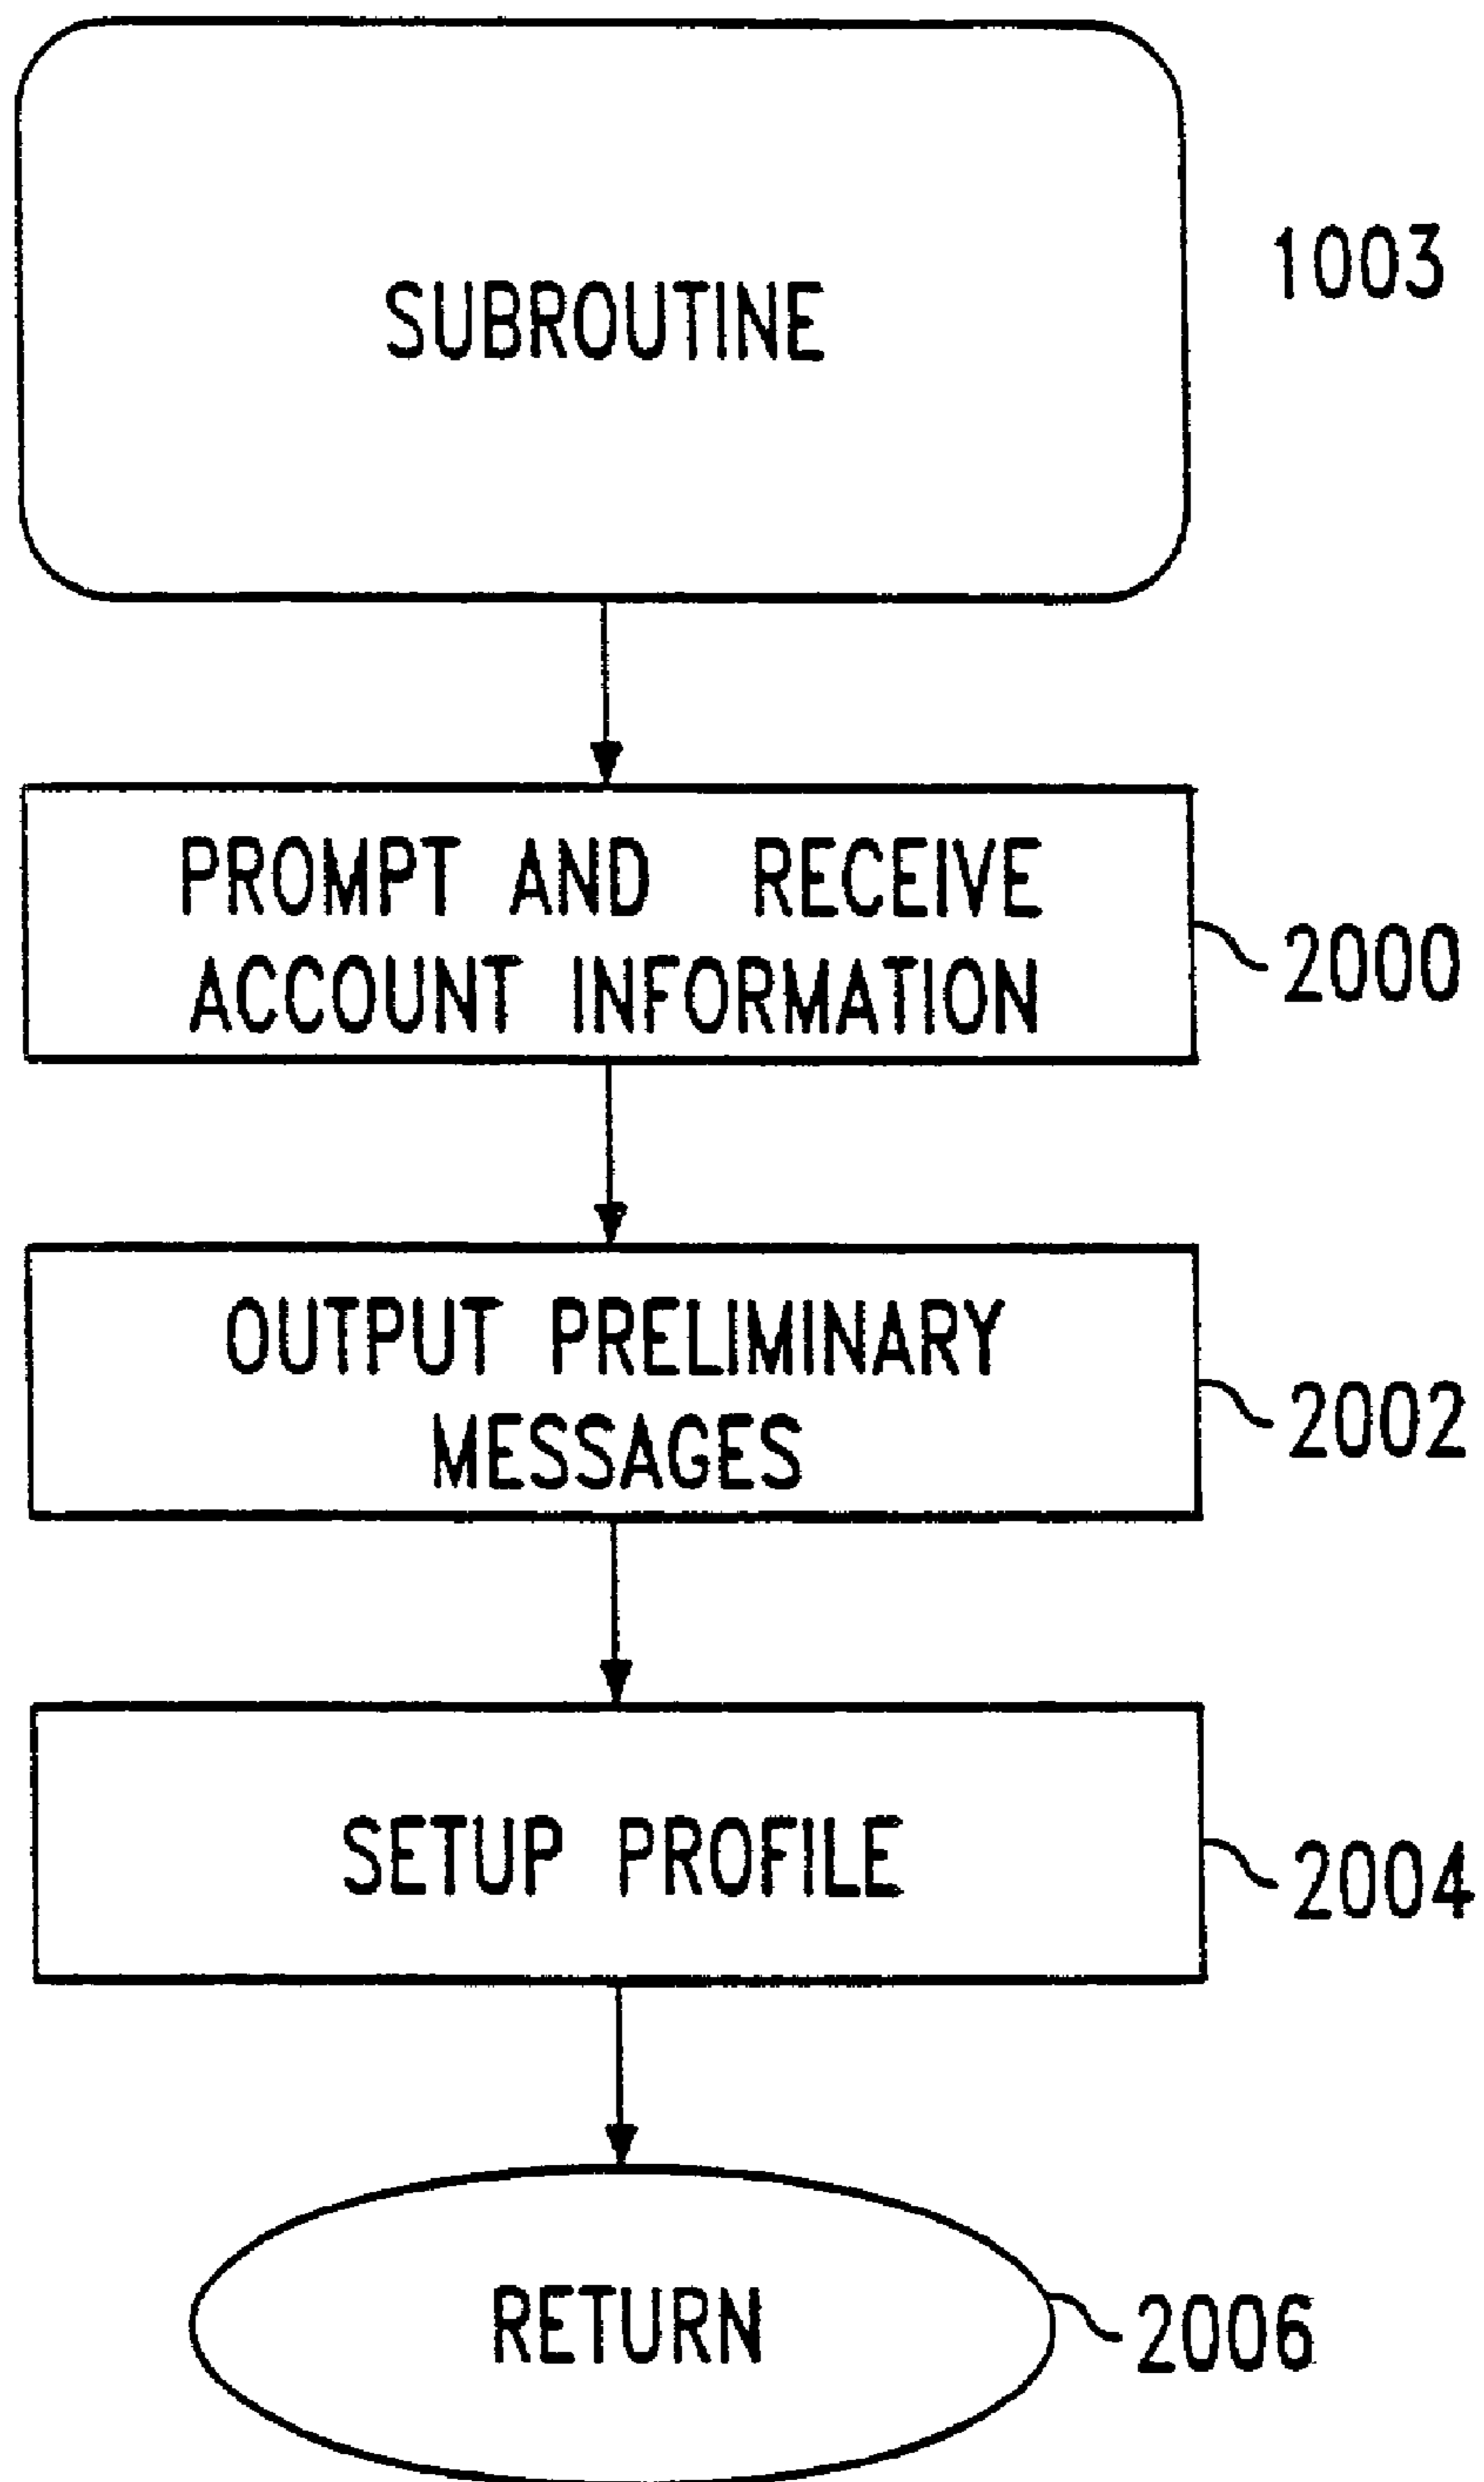 SUBROUTINE
1003
PROMPT AND RECEIVE
ACCOUNT INFORMATION
2000
OUTPUT PRELIMINARY
MESSAGES
2002
SETUP PROFILE
2004
RETURN
2006